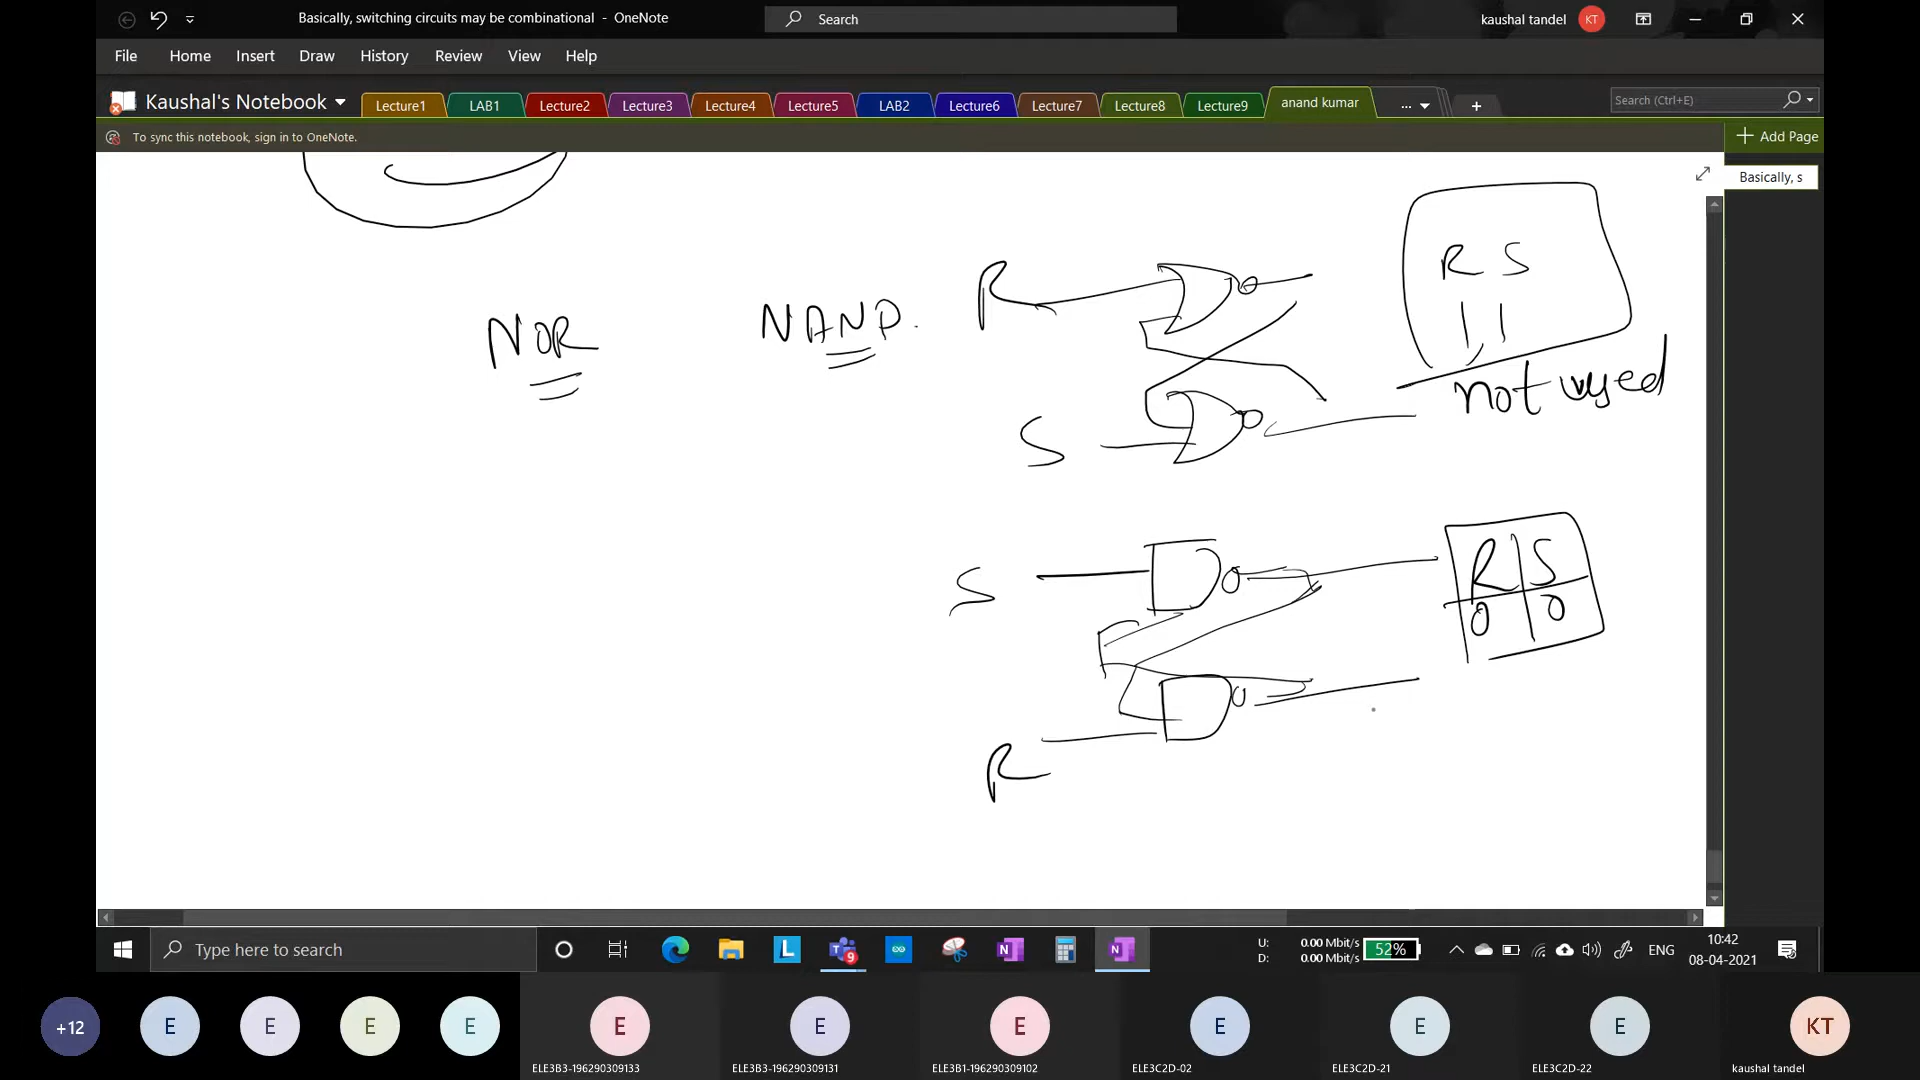 Basically, switching circuits may be combinational - OneNote
Search
kaushal tandel
KT
File Home Insert Draw History Review View Help
Kaushal's Notebook
Lecture1 LAB1 Lecture2 Lecture3 Lecture4 Lecture5 LAB2 Lecture6 Lecture7 Lecture8 Lecture9 anand kumar ... +
Search (Ctrl+E)
To sync this notebook, sign in to OneNote.
Add Page
Basically, s
NOR
NAND.
R
S
R S
1 1
not used
S
R
R S
0 0
Type here to search
L
9
N
N
U: 0.00 Mbit/s
D: 0.00 Mbit/s
52%
ENG
10:42
08-04-2021
+12
E
E
E
E
E
E
E
E
E
E
KT
ELE3B3-196290309133
ELE3B3-196290309131
ELE3B1-196290309102
ELE3C2D-02
ELE3C2D-21
ELE3C2D-22
kaushal tandel